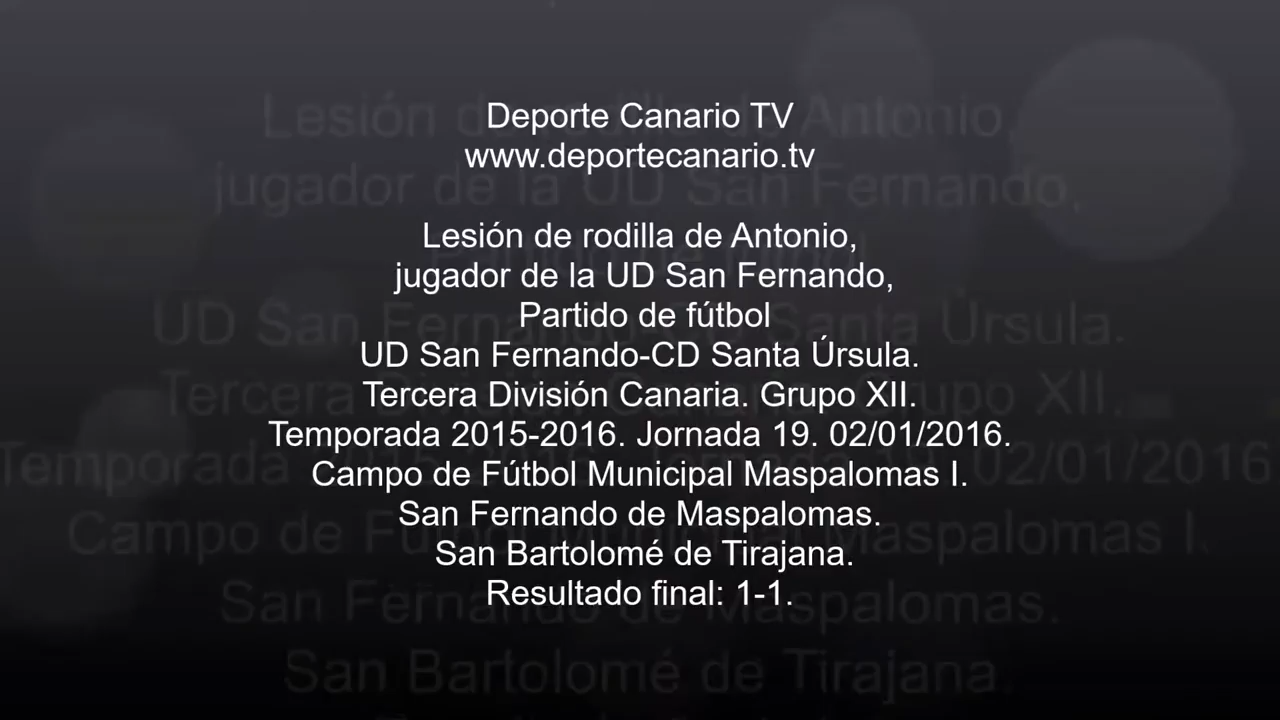 Deporte Canario TV
www.deportecanario.tv
Lesión de rodilla de Antonio,
jugador de la UD San Fernando,
Partido de fútbol
UD San Fernando-CD Santa Úrsula.
Tercera División Canaria. Grupo XII.
Temporada 2015-2016. Jornada 19. 02/01/2016.
Campo de Fútbol Municipal Maspalomas I.
San Fernando de Maspalomas.
San Bartolomé de Tirajana.
Resultado final: 1-1.